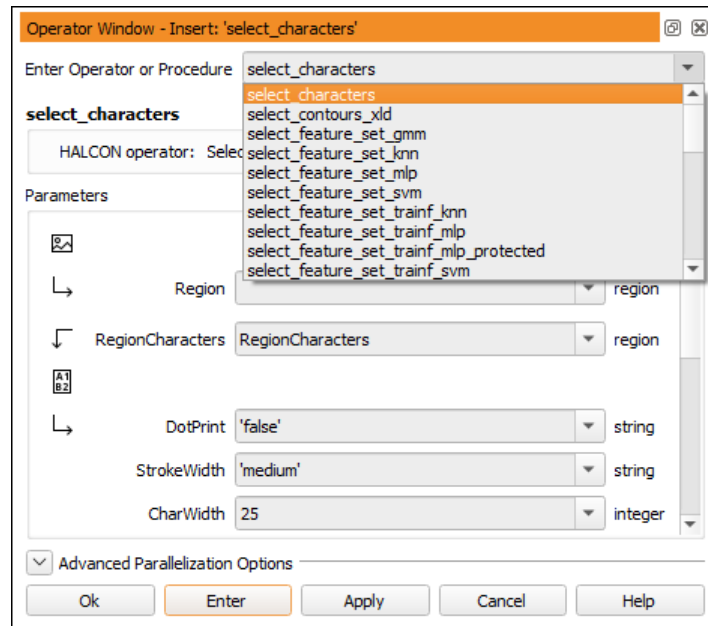 Operator Window - Insert: 'select_characters'
Enter Operator or Procedure select_characters
select_characters
select_contours_xld
select_characters
select_feature_set_gmm
HALCON operator: Selec
select_feature_set_knn
select_feature_set_mlp
Parameters
select_feature_set_svm
select_feature_set_trainf_knn
select_feature_set_trainf_mlp
select_feature_set_trainf_mlp_protected
select_feature_set_trainf_svm
Region region
RegionCharacters RegionCharacters region
A1
B2
DotPrint 'false' string
StrokeWidth 'medium' string
CharWidth 25 integer
Advanced Parallelization Options
Ok Enter Apply Cancel Help